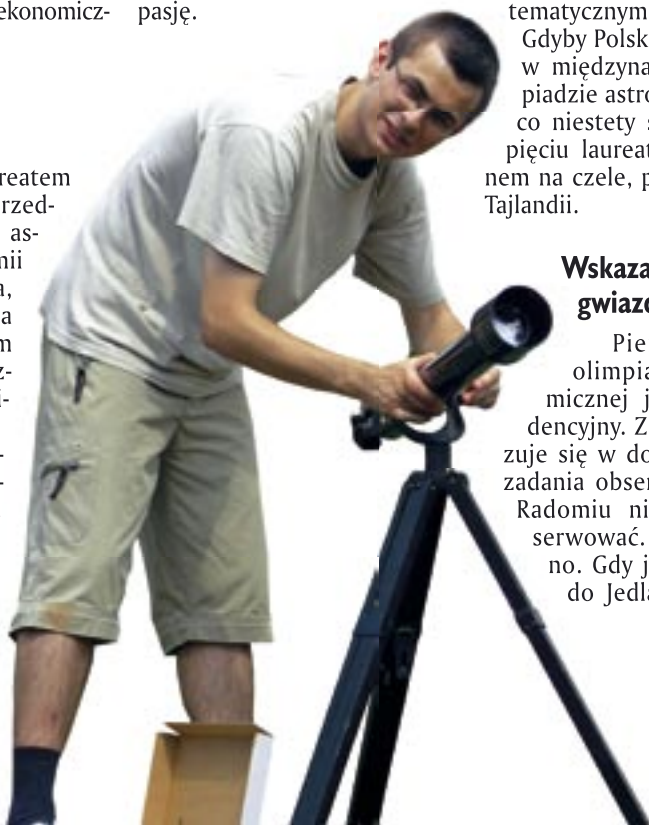 ekonomicz-
reatem
rzed-
as-
mii
a,
a
m
z-
i-
-
-
pasję.
tematycznym
Gdyby Polsk
w międzyna
piadzie astro
co niestety s
pięciu laureat
nem na czele, p
Tajlandii.
Wskaza
gwiazd
Pie
olimpia
micznej j
dencyjny. Z
zuje się w do
zadania obser
Radomiu ni
serwować.
no. Gdy j
do Jedla